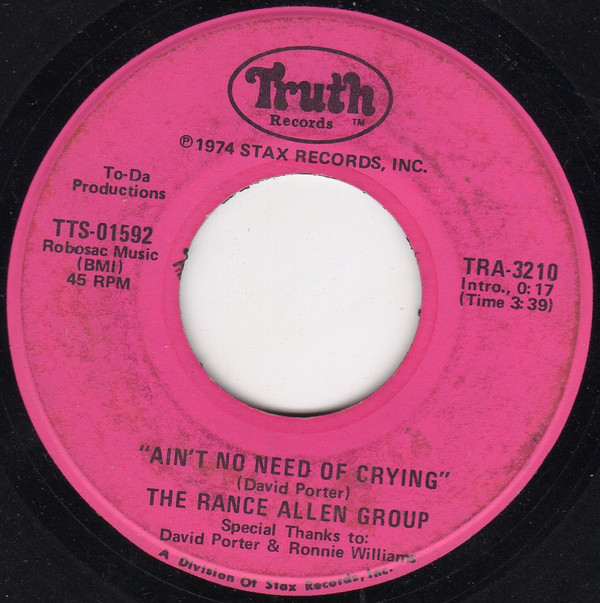 Truth
Records ™
℗1974 STAX RECORDS, INC.
To-Da
Productions
TTS-01592
Robosac Music
(BMI)
45 RPM
TRA-3210
Intro., 0:17
(Time 3:39)
"AIN'T NO NEED OF CRYING"
(David Porter)
THE RANCE ALLEN GROUP
Special Thanks to:
David Porter & Ronnie Williams
A Division Of Stax Records, Inc.